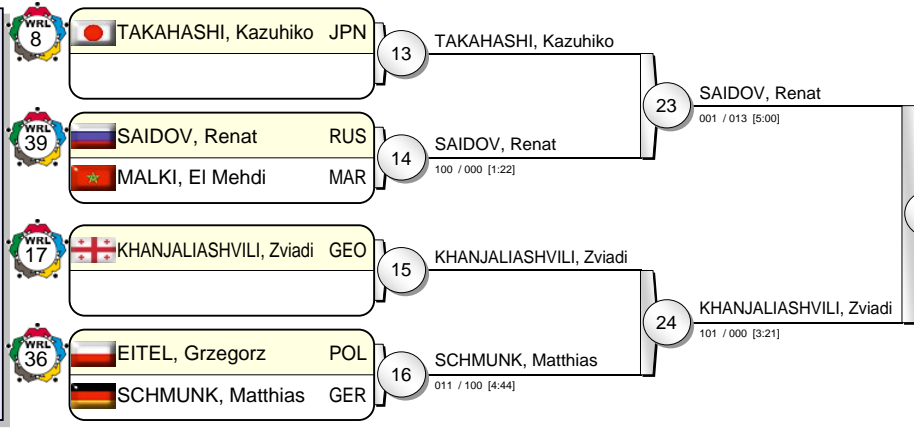 WRL 8 TAKAHASHI, Kazuhiko JPN
13
TAKAHASHI, Kazuhiko
WRL 39 SAIDOV, Renat RUS
MALKI, El Mehdi MAR
14
SAIDOV, Renat
100 / 000 [1:22]
23
SAIDOV, Renat
001 / 013 [5:00]
WRL 17 KHANJALIASHVILI, Zviadi GEO
15
KHANJALIASHVILI, Zviadi
WRL 36 EITEL, Grzegorz POL
SCHMUNK, Matthias GER
16
SCHMUNK, Matthias
011 / 100 [4:44]
24
KHANJALIASHVILI, Zviadi
101 / 000 [3:21]